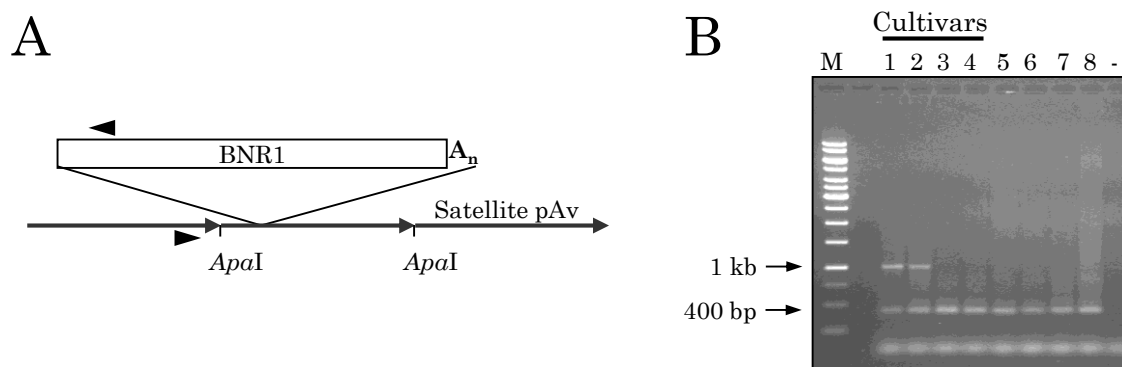 A
BNR1
An
Satellite pAv
ApaI
ApaI
B
Cultivars
M 1 2 3 4 5 6 7 8 -
1 kb
400 bp